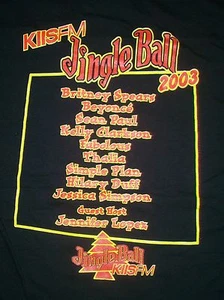 KIISFM
Jingle Ball
2003
Britney Spears
Beyoncé
Sean Paul
Kelly Clarkson
Fabolous
Thalia
Simple Plan
Hilary Duff
Jessica Simpson
Guest Host
Jennifer Lopez
Jingle Ball
KIISFM